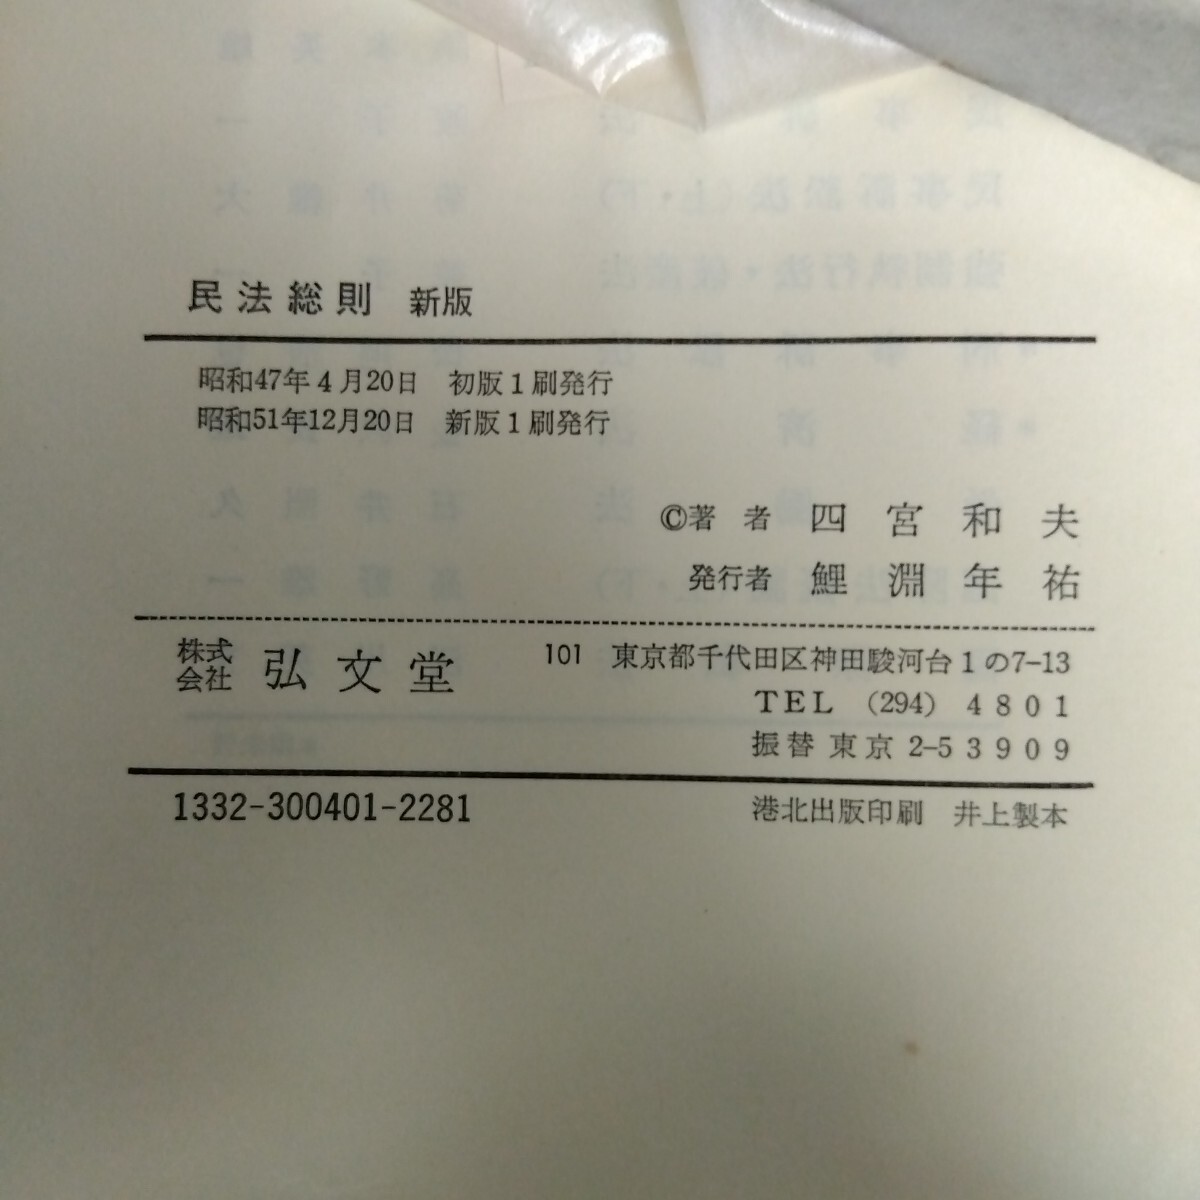 民法総則 新版
昭和47年4月20日 初版1刷発行
昭和51年12月20日 新版1刷発行
©著者 四宮和夫
発行者 鯉淵年祐
株式会社 弘文堂 101 東京都千代田区神田駿河台1の7-13
TEL (294) 4801
振替 東京 2-53909
1332-300401-2281 港北出版印刷 井上製本